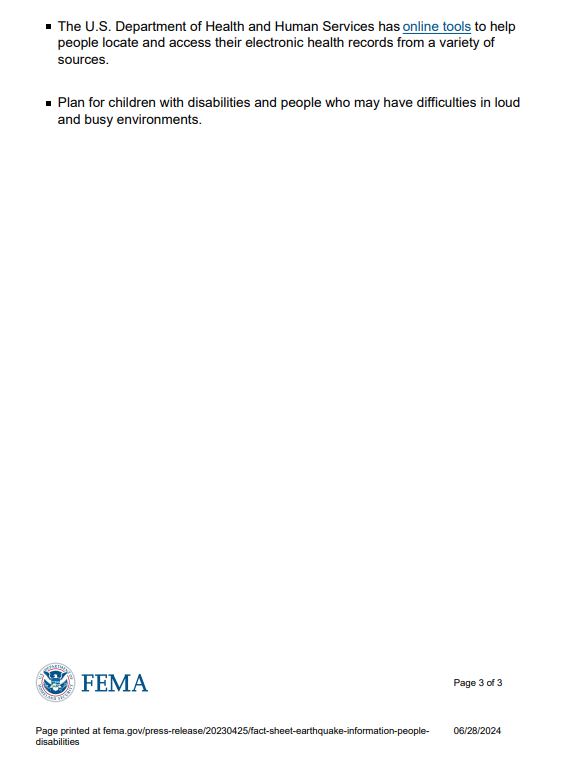 The U.S. Department of Health and Human Services has online tools to help
people locate and access their electronic health records from a variety of
sources.
Plan for children with disabilities and people who may have difficulties in loud
and busy environments.
FEMA
Page 3 of 3
Page printed at fema.gov/press-release/20230425/fact-sheet-earthquake-information-people-
disabilities
06/28/2024